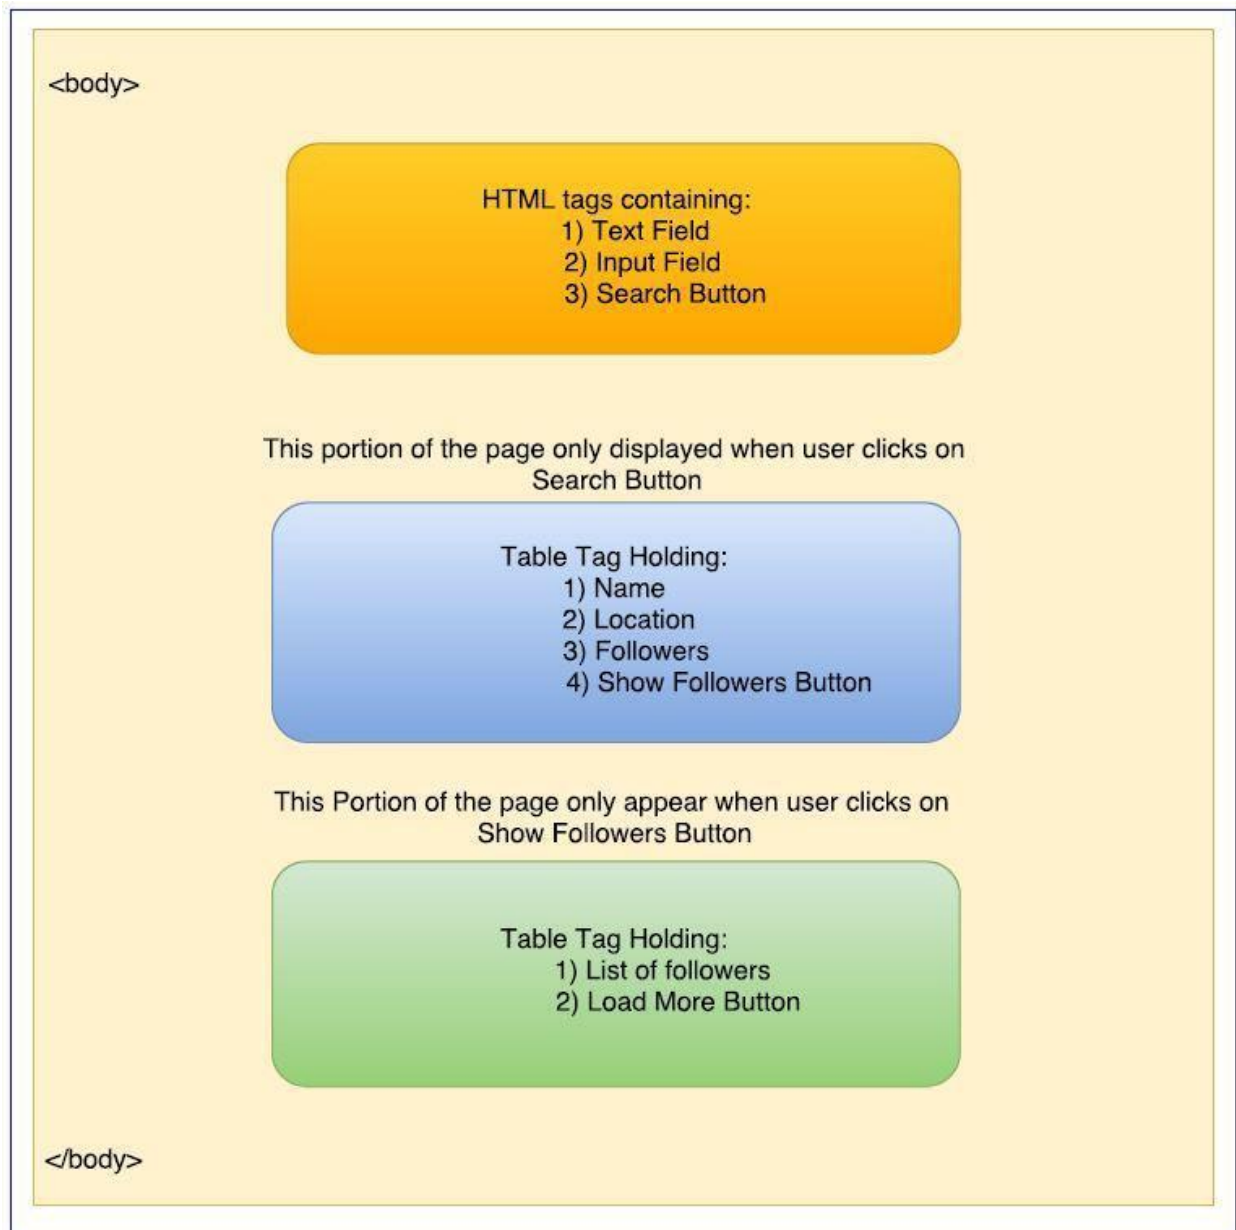 <body>
HTML tags containing:
1) Text Field
2) Input Field
3) Search Button
This portion of the page only displayed when user clicks on
Search Button
Table Tag Holding:
1) Name
2) Location
3) Followers
4) Show Followers Button
This Portion of the page only appear when user clicks on
Show Followers Button
Table Tag Holding:
1) List of followers
2) Load More Button
</body>